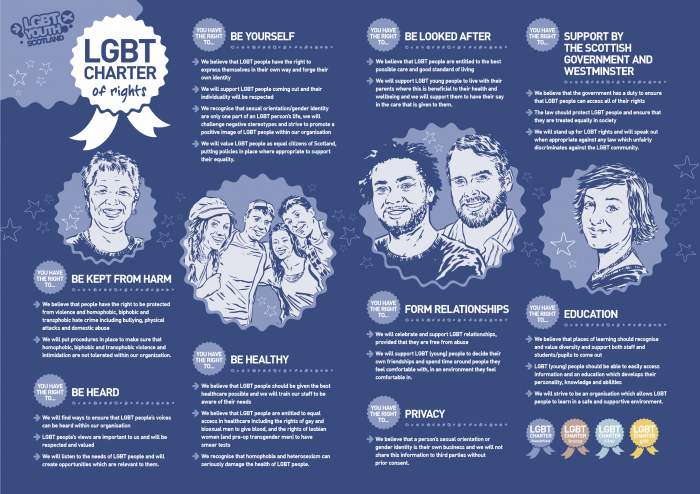 LGBT
YOUTH
SCOTLAND
LGBT
CHARTER
of rights
YOU HAVE
THE RIGHT
TO...
BE KEPT FROM HARM
We believe that people have the right to be protected
from violence and homophobic, biphobic and
transphobic hate crime including bullying, physical
attacks and domestic abuse
We will put procedures in place to make sure that
homophobic, biphobic and transphobic violence and
intimidation are not tolerated within our organisation.
YOU HAVE
THE RIGHT
TO...
BE HEARD
We will find ways to ensure that LGBT people's voices
can be heard within our organisation
LGBT people's views are important to us and will be
respected and valued
We will listen to the needs of LGBT people and will
create opportunities which are relevant to them.
YOU HAVE
THE RIGHT
TO...
BE YOURSELF
We believe that LGBT people have the right to
express themselves in their own way and forge their
own identity
We will support LGBT people coming out and their
individuality will be respected
We recognise that sexual orientation/gender identity
are only one part of an LGBT person's life, we will
challenge negative stereotypes and strive to promote a
positive image of LGBT people within our organisation
We will value LGBT people as equal citizens of Scotland,
putting policies in place where appropriate to support
their equality.
YOU HAVE
THE RIGHT
TO...
BE HEALTHY
We believe that LGBT people should be given the best
healthcare possible and we will train our staff to be
aware of their needs
We believe that LGBT people are entitled to equal
access in healthcare including the rights of gay and
bisexual men to give blood, and the rights of lesbian
women (and pre-op transgender men) to have
smear tests
We recognise that homophobia and heterosexism can
seriously damage the health of LGBT people.
YOU HAVE
THE RIGHT
TO...
BE LOOKED AFTER
We believe that LGBT people are entitled to the best
possible care and good standard of living
We will support LGBT young people to live with their
parents where this is beneficial to their health and
wellbeing and we will support them to have their say
in the care that is given to them.
YOU HAVE
THE RIGHT
TO...
FORM RELATIONSHIPS
We will celebrate and support LGBT relationships,
provided that they are free from abuse
We will support LGBT (young) people to decide their
own friendships and spend time around people they
feel comfortable with, in an environment they feel
comfortable in.
YOU HAVE
THE RIGHT
TO...
PRIVACY
We believe that a person's sexual orientation or
gender identity is their own business and we will not
share this information to third parties without
prior consent.
YOU HAVE
THE RIGHT
TO...
SUPPORT BY
THE SCOTTISH
GOVERNMENT AND
WESTMINSTER
We believe that the government has a duty to ensure
that LGBT people can access all of their rights
The law should protect LGBT people and ensure that
they are treated equally in society
We will stand up for LGBT rights and will speak out
when appropriate against any law which unfairly
discriminates against the LGBT community.
YOU HAVE
THE RIGHT
TO...
EDUCATION
We believe that places of learning should recognise
and value diversity and support both staff and
students/pupils to come out
LGBT (young) people should be able to easily access
information and an education which develops their
personality, knowledge and abilities
We will strive to be an organisation which allows LGBT
people to learn in a safe and supportive environment.
LGBT
CHARTER
LGBT
CHARTER
bronze
LGBT
CHARTER
silver
LGBT
CHARTER
gold